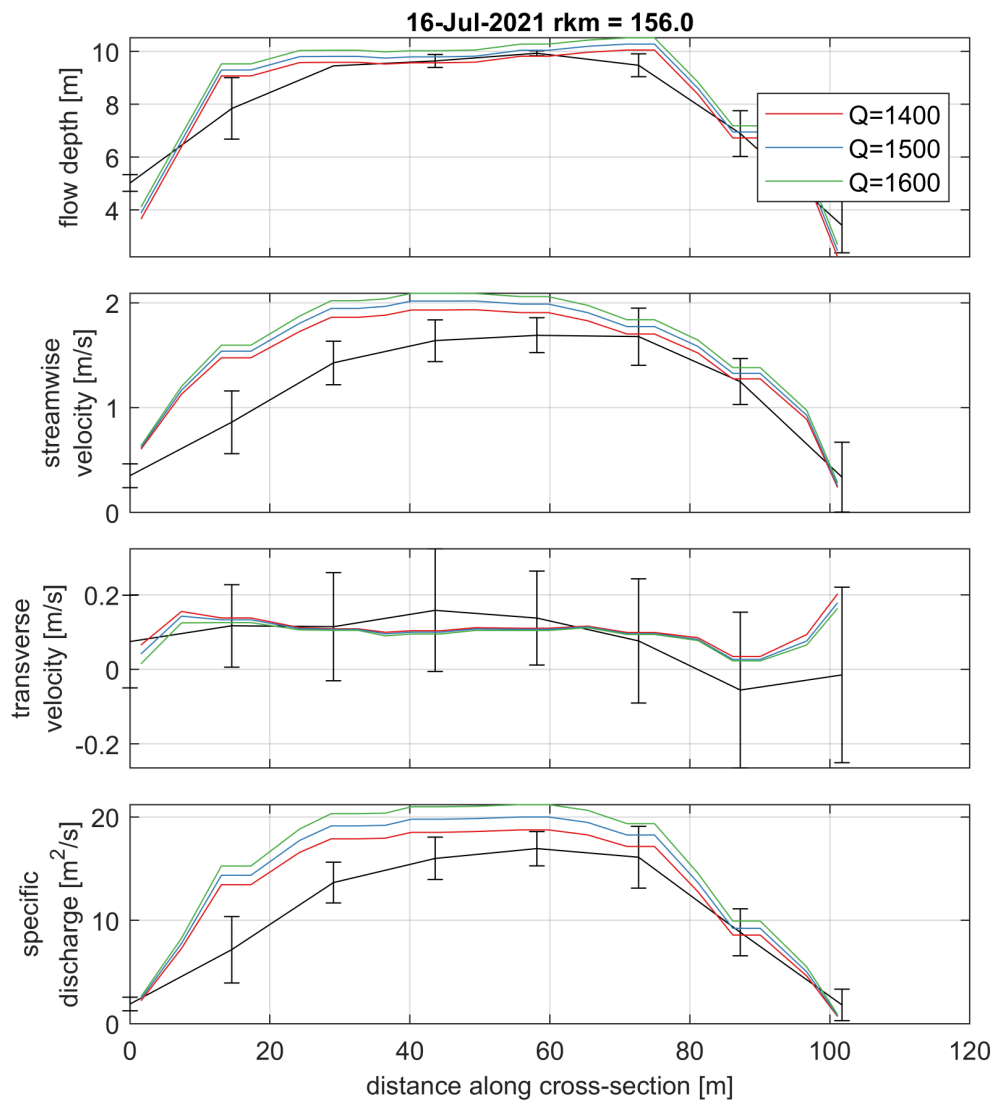 16-Jul-2021 rkm = 156.0
flow depth [m]
10
8
6
4
Q=1400
Q=1500
Q=1600
streamwise
velocity [m/s]
2
1
0
transverse
velocity [m/s]
0.2
0
-0.2
specific
discharge [m²/s]
20
10
0
0 20 40 60 80 100 120
distance along cross-section [m]